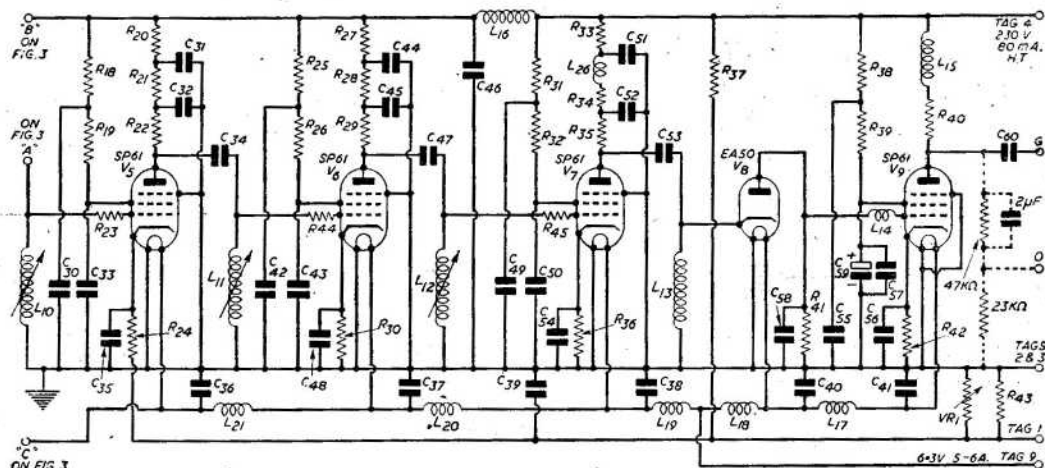 "B"
ON
FIG. 3
ON
FIG. 3
"A"
"C"
ON FIG. 3
R18
R19
R20
R21
R22
C31
C32
C34
SP61
V5
R23
L10
C30
C33
C35
R24
C36
L21
R25
R26
R27
R28
R29
C44
C45
C47
SP61
V6
R44
L11
C42
C43
C48
R30
C37
L20
L16
C46
R31
R32
R33
L26
R34
R35
C51
C52
C53
SP61
V7
R45
L12
C49
C50
C54
R36
C39
C38
L19
R37
EA50
V8
L13
C58
R41
L18
C40
L17
R38
R39
L15
R40
SP61
V9
L14
C59
+
−
C57
C55
C56
R42
C41
C60
G
2μF
47KΩ
O
23KΩ
VR1
R43
TAG 4
230 V
80 mA.
H.T
TAGS
2 & 3
TAG 1
6·3V 5-6A. TAG 9